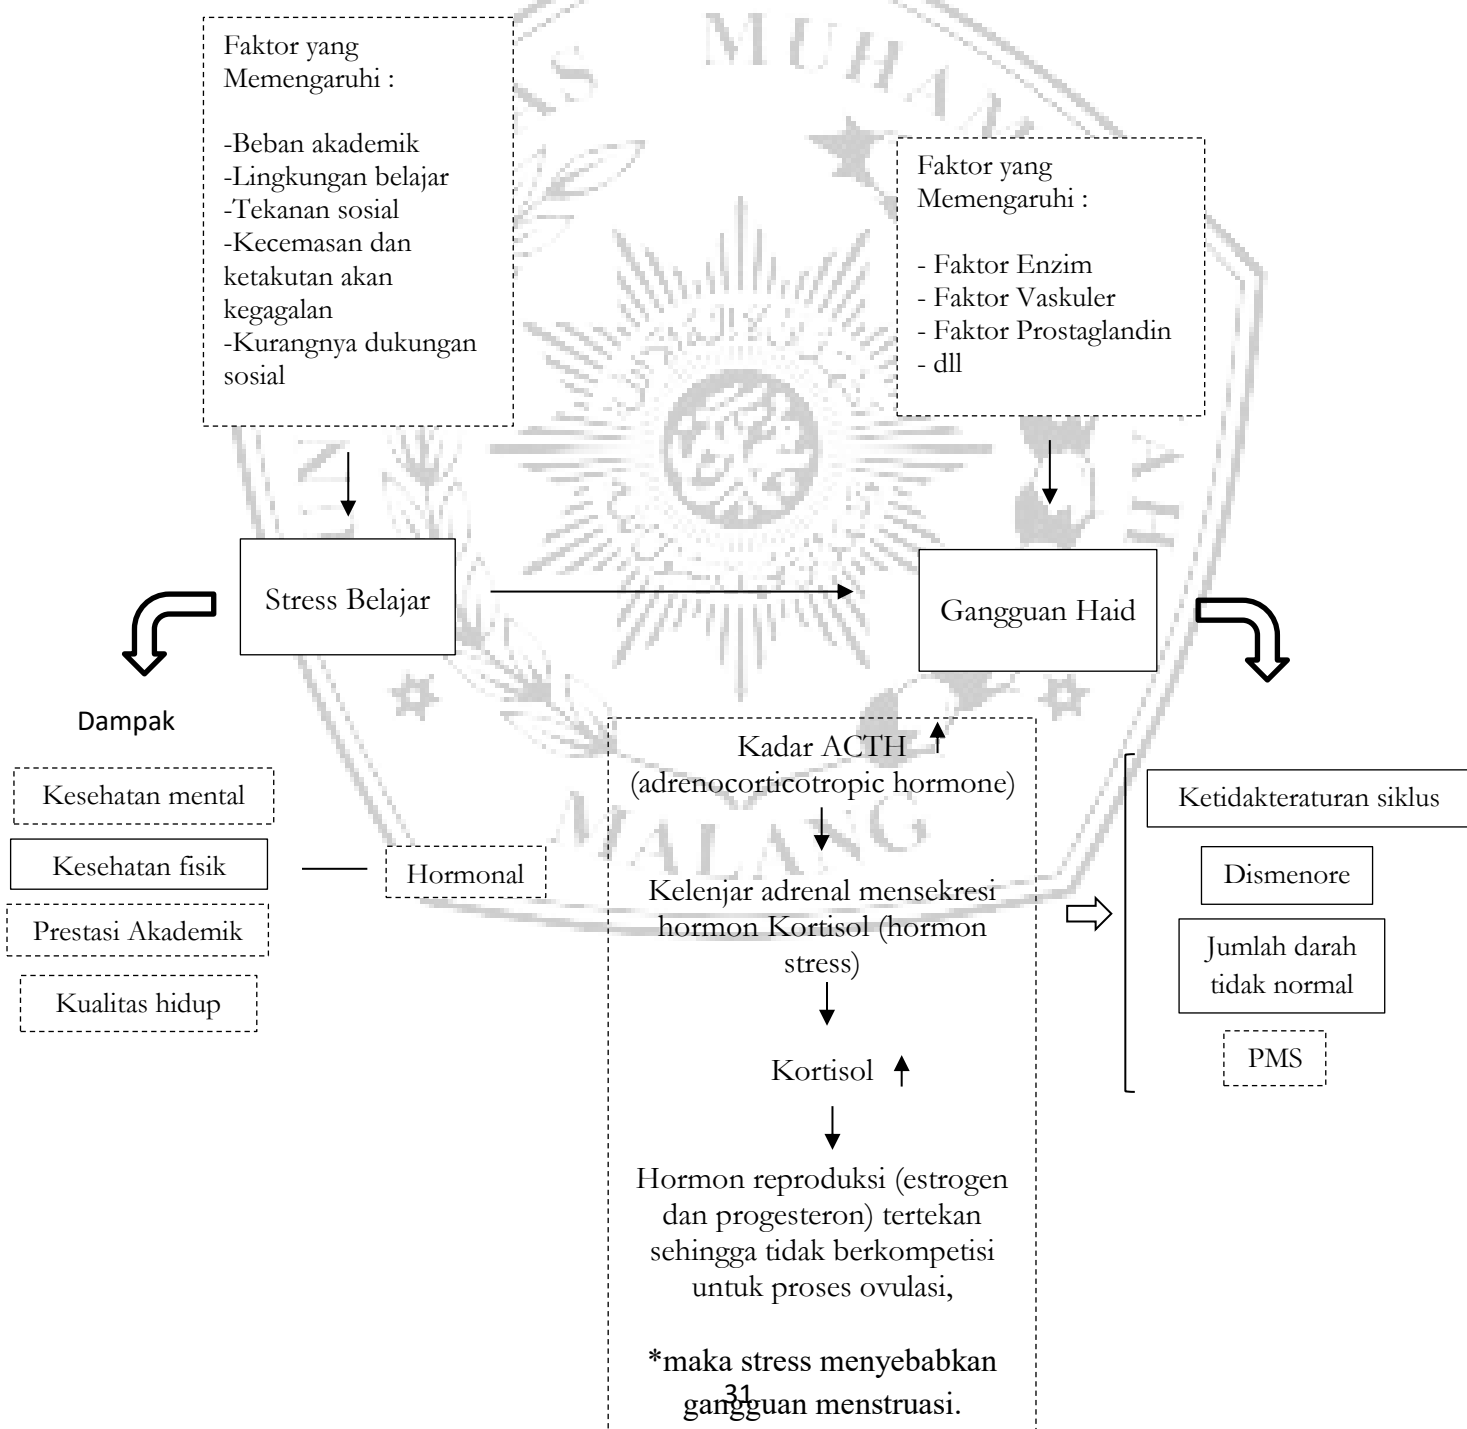 MUHAM
Faktor yang
Memengaruhi :
-Beban akademik
-Lingkungan belajar
-Tekanan sosial
-Kecemasan dan
ketakutan akan
kegagalan
-Kurangnya dukungan
sosial
Faktor yang
Memengaruhi :
- Faktor Enzim
- Faktor Vaskuler
- Faktor Prostaglandin
- dll
Stress Belajar
Gangguan Haid
Dampak
Kesehatan mental
Kesehatan fisik
Hormonal
Prestasi Akademik
Kualitas hidup
Kadar ACTH
(adrenocorticotropic hormone)
MALANG
Kelenjar adrenal mensekresi
hormon Kortisol (hormon
stress)
Kortisol
Hormon reproduksi (estrogen
dan progesteron) tertekan
sehingga tidak berkompetisi
untuk proses ovulasi,
*maka stress menyebabkan
gangguan menstruasi.
31
Ketidakteraturan siklus
Dismenore
Jumlah darah
tidak normal
PMS